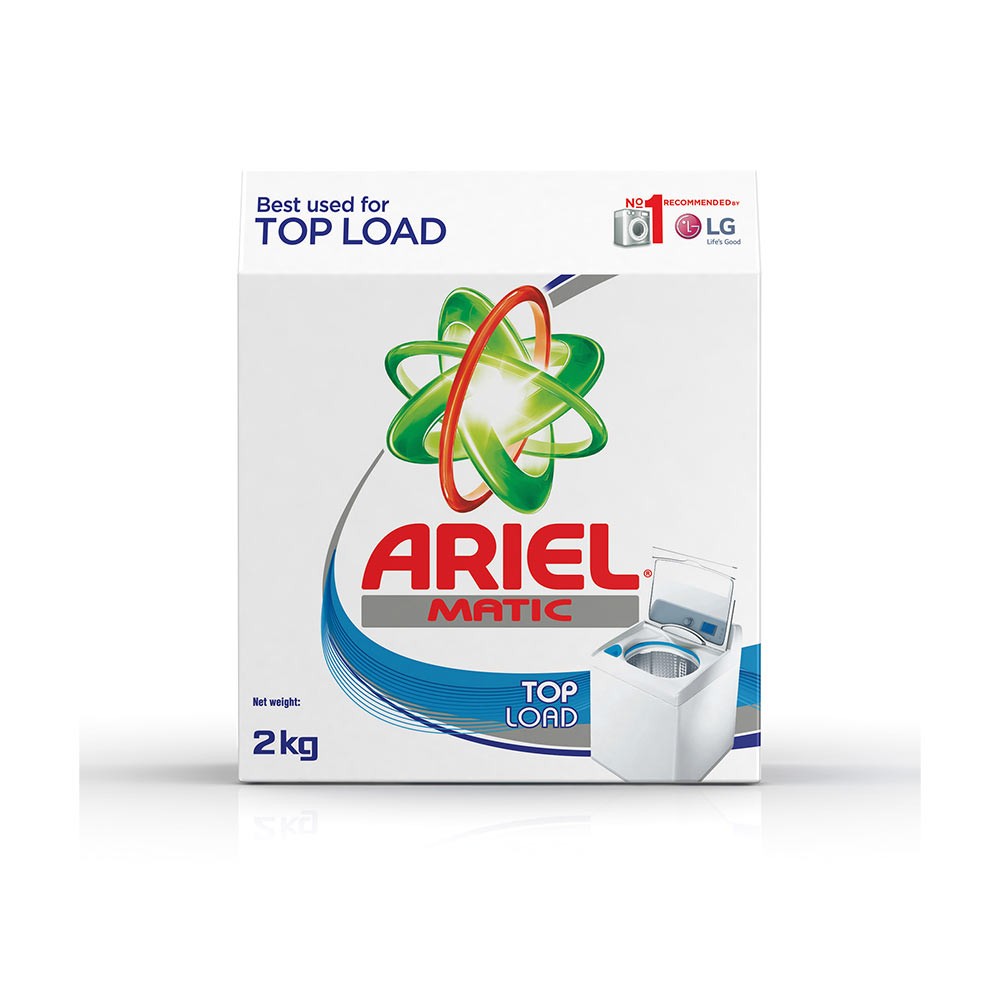 Best used for
TOP LOAD
Nº1 RECOMMENDED BY
LG
Life's Good
ARIEL®
MATIC
TOP
LOAD
Net weight:
2kg